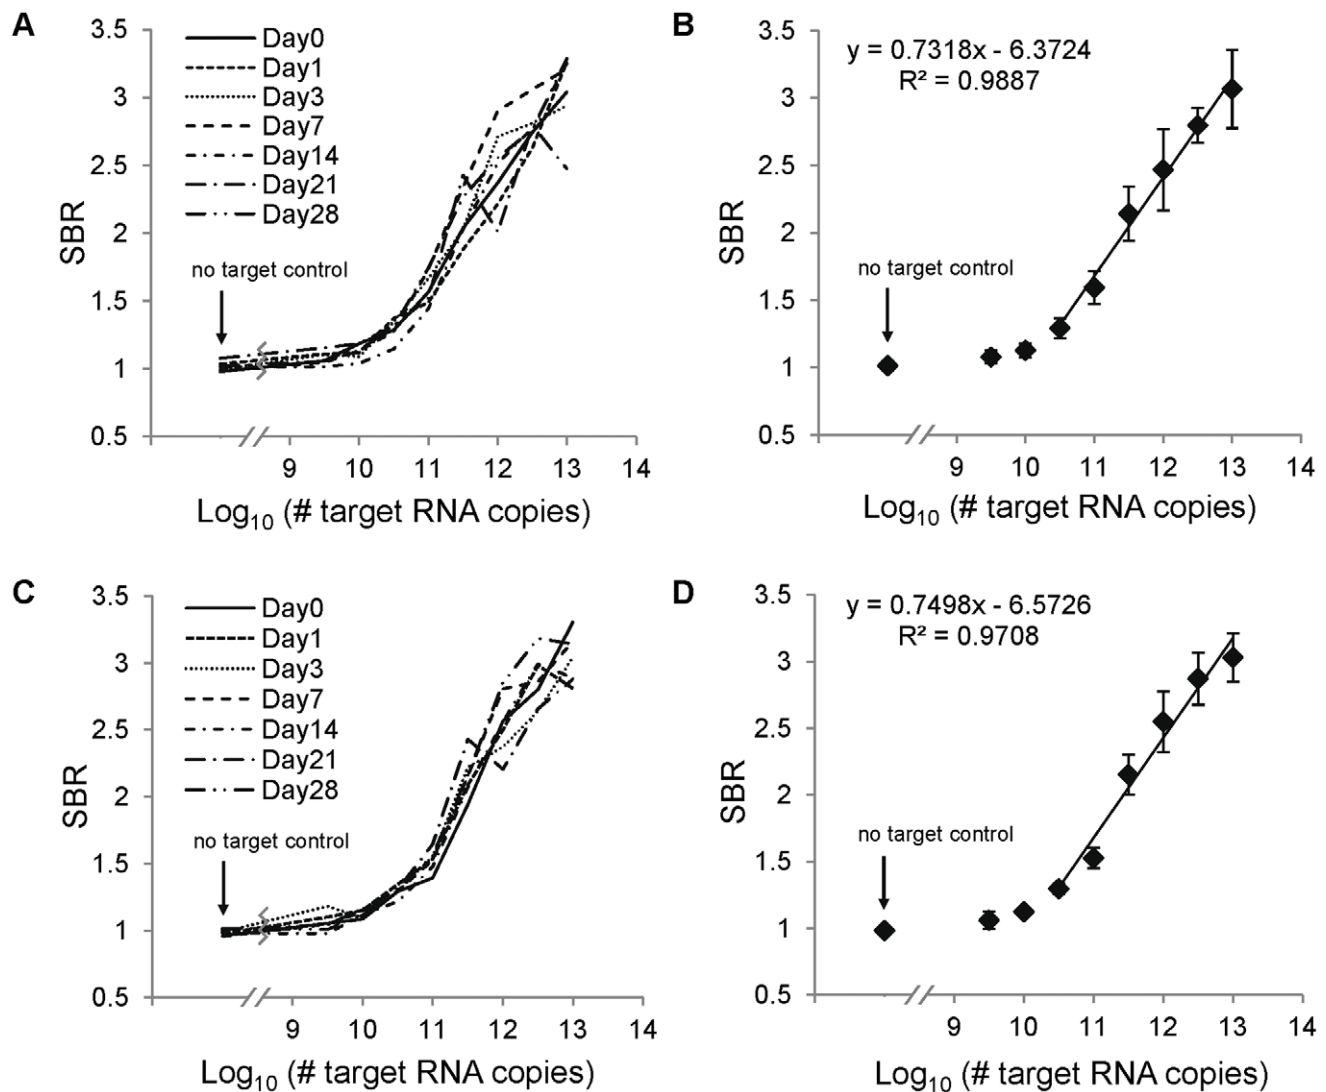 A
3.5
3
2.5
2
1.5
1
0.5
SBR
Day0
Day1
Day3
Day7
Day14
Day21
Day28
no target control
9 10 11 12 13 14
Log₁₀ (# target RNA copies)
B
3.5
3
2.5
2
1.5
1
0.5
SBR
y = 0.7318x - 6.3724
R² = 0.9887
no target control
9 10 11 12 13 14
Log₁₀ (# target RNA copies)
C
3.5
3
2.5
2
1.5
1
0.5
SBR
Day0
Day1
Day3
Day7
Day14
Day21
Day28
no target control
9 10 11 12 13 14
Log₁₀ (# target RNA copies)
D
3.5
3
2.5
2
1.5
1
0.5
SBR
y = 0.7498x - 6.5726
R² = 0.9708
no target control
9 10 11 12 13 14
Log₁₀ (# target RNA copies)